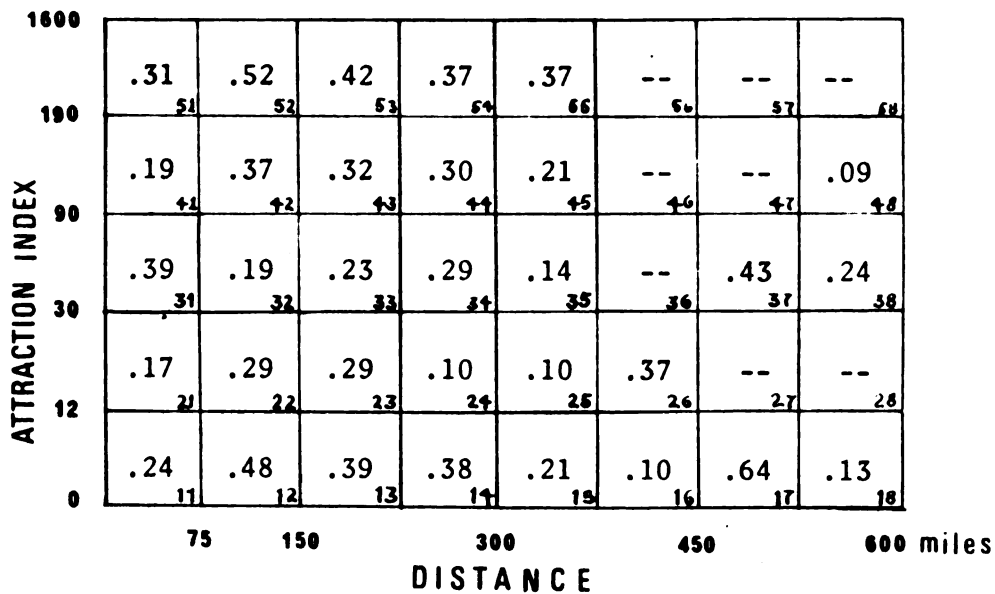 1600
.31 .52 .42 .37 .37 -- -- --
51 52 53 54 55 56 57 58
190
.19 .37 .32 .30 .21 -- -- .09
41 42 43 44 45 46 47 48
90
.39 .19 .23 .29 .14 -- .43 .24
31 32 33 34 35 36 37 38
30
.17 .29 .29 .10 .10 .37 -- --
21 22 23 24 25 26 27 28
12
.24 .48 .39 .38 .21 .10 .64 .13
11 12 13 14 15 16 17 18
0
ATTRACTION INDEX
75 150 300 450 600 miles
DISTANCE